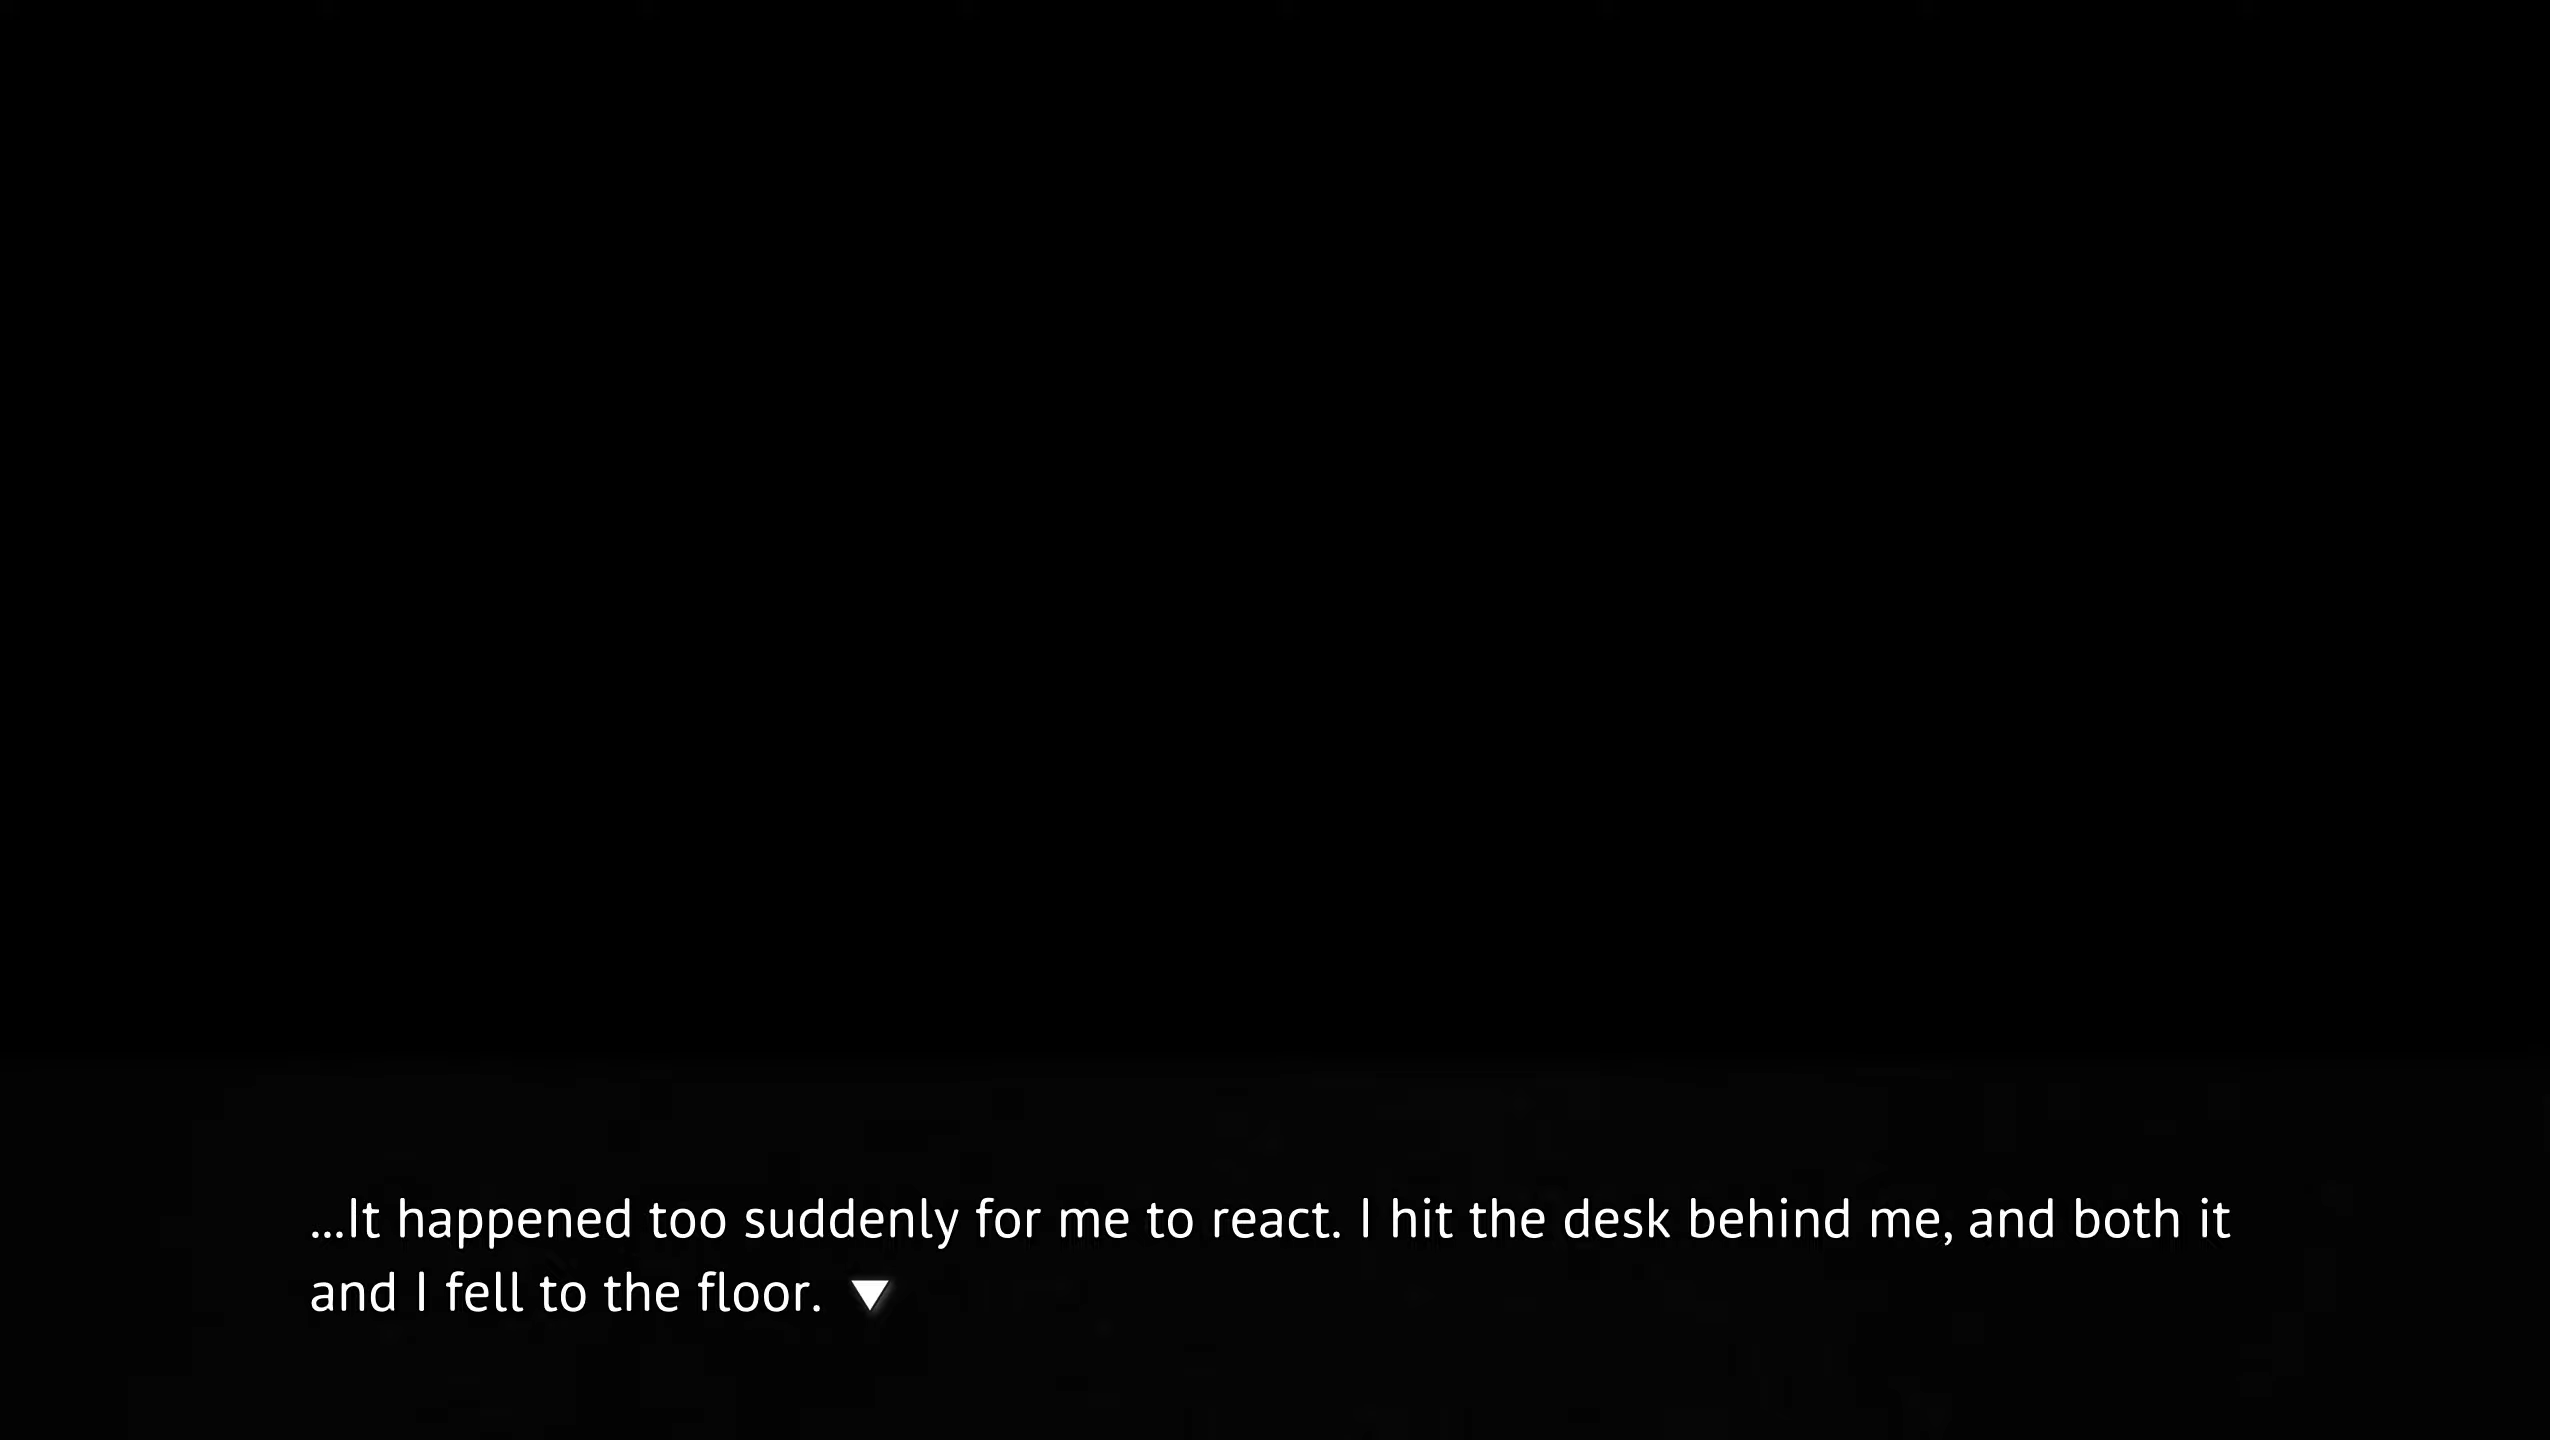 ...It happened too suddenly for me to react. I hit the desk behind me, and both it
and I fell to the floor.